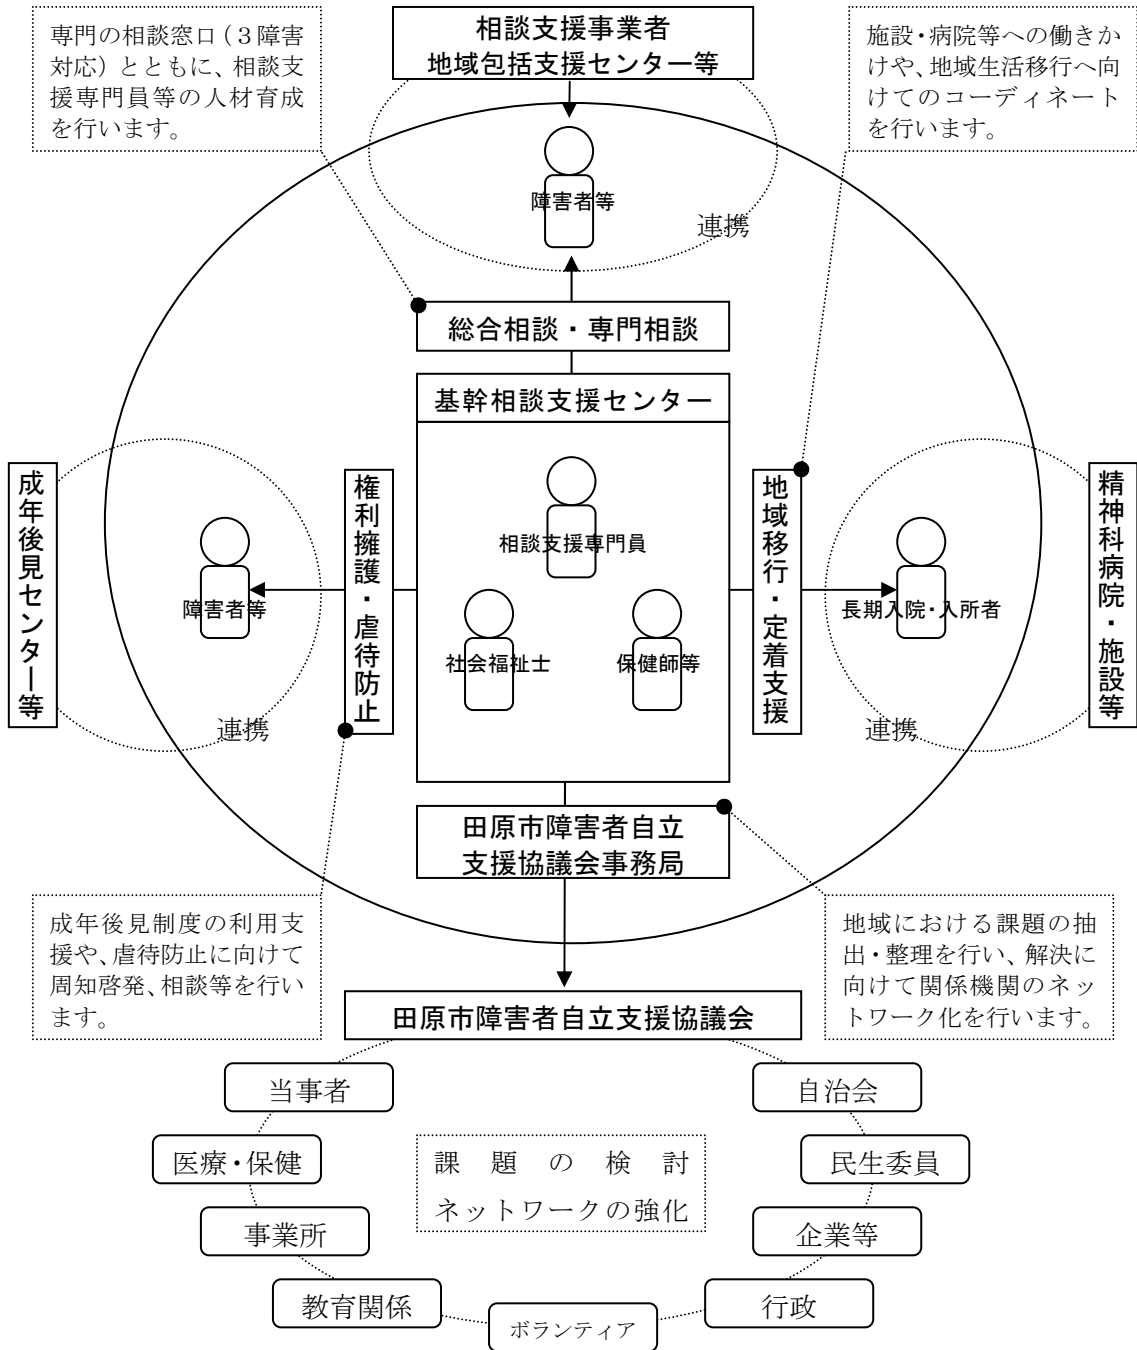 専門の相談窓口（３障害
対応）とともに、相談支
援専門員等の人材育成
を行います。
相談支援事業者
地域包括支援センター等
施設・病院等への働きか
けや、地域生活移行へ向
けてのコーディネート
を行います。
障害者等
連携
総合相談・専門相談
基幹相談支援センター
成年後見センター等
障害者等
連携
権利擁護・虐待防止
相談支援専門員
社会福祉士
保健師等
地域移行・定着支援
長期入院・入所者
連携
精神科病院・施設等
田原市障害者自立
支援協議会事務局
成年後見制度の利用支
援や、虐待防止に向けて
周知啓発、相談等を行い
ます。
地域における課題の抽
出・整理を行い、解決に
向けて関係機関のネッ
トワーク化を行います。
田原市障害者自立支援協議会
当事者
自治会
医療・保健
課題の検討
ネットワークの強化
民生委員
事業所
企業等
教育関係
ボランティア
行政